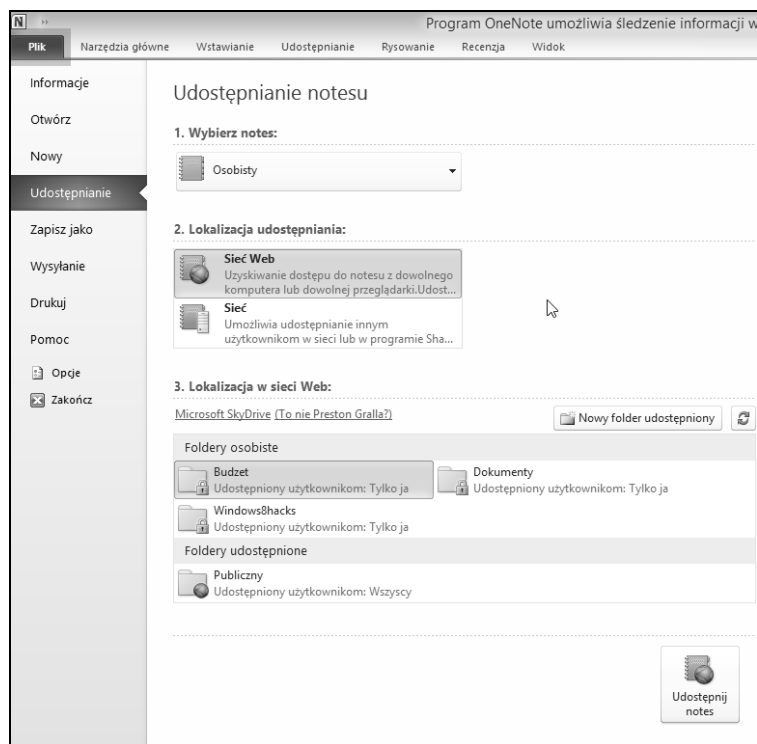 N
Program OneNote umożliwia śledzenie informacji w
Plik Narzędzia główne Wstawianie Udostępnianie Rysowanie Recenzja Widok
Informacje
Otwórz
Nowy
Udostępnianie
Zapisz jako
Wysyłanie
Drukuj
Pomoc
Opcje
Zakończ
Udostępnianie notesu
1. Wybierz notes:
Osobisty
2. Lokalizacja udostępniania:
Sieć Web
Uzyskiwanie dostępu do notesu z dowolnego
komputera lub dowolnej przeglądarki.Udost...
Sieć
Umożliwia udostępnianie innym
użytkownikom w sieci lub w programie Sha...
3. Lokalizacja w sieci Web:
Microsoft SkyDrive (To nie Preston Gralla?) Nowy folder udostępniony
Foldery osobiste
Budzet Dokumenty
Udostępniony użytkownikom: Tylko ja Udostępniony użytkownikom: Tylko ja
Windows8hacks
Udostępniony użytkownikom: Tylko ja
Foldery udostępnione
Publiczny
Udostępniony użytkownikom: Wszyscy
Udostępnij
notes